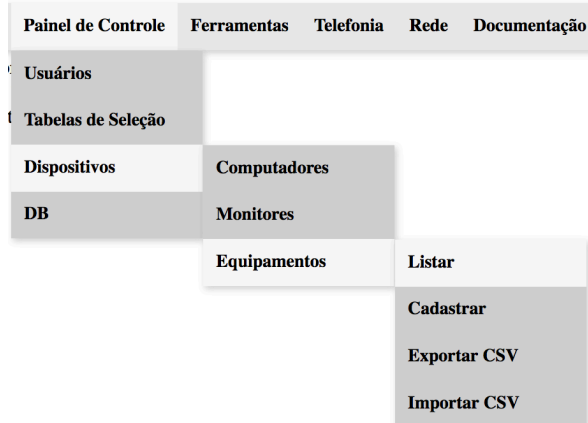 Painel de Controle Ferramentas Telefonia Rede Documentação
Usuários
Tabelas de Seleção
Dispositivos
DB
Computadores
Monitores
Equipamentos
Listar
Cadastrar
Exportar CSV
Importar CSV